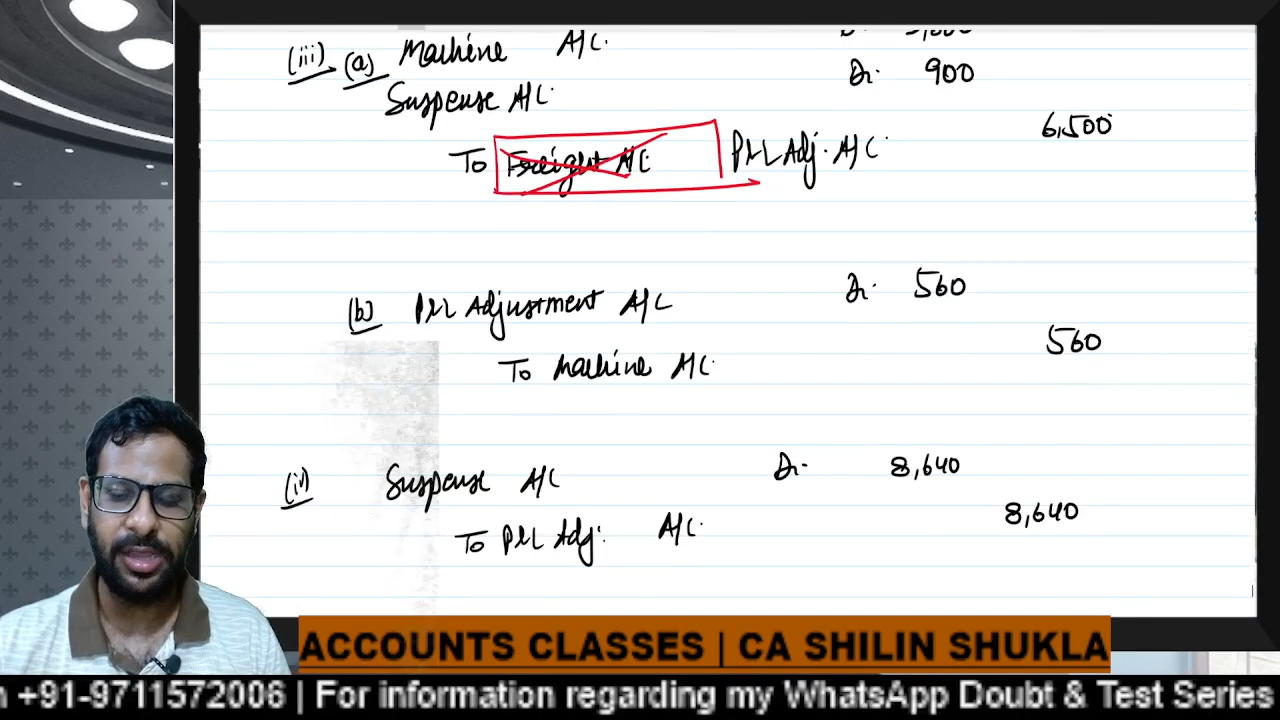 (iii) (a) Machine A/C.
Suspense A/C. Dr. 900
6,500
To Freight A/C P&L Adj. A/C.
(b) P&L Adjustment A/C Dr. 560
To Machine A/C. 560
(iv) Suspense A/C Dr. 8,640
To P&L Adj. A/C. 8,640
ACCOUNTS CLASSES | CA SHILIN SHUKLA
+91-9711572006 | For information regarding my WhatsApp Doubt & Test Series